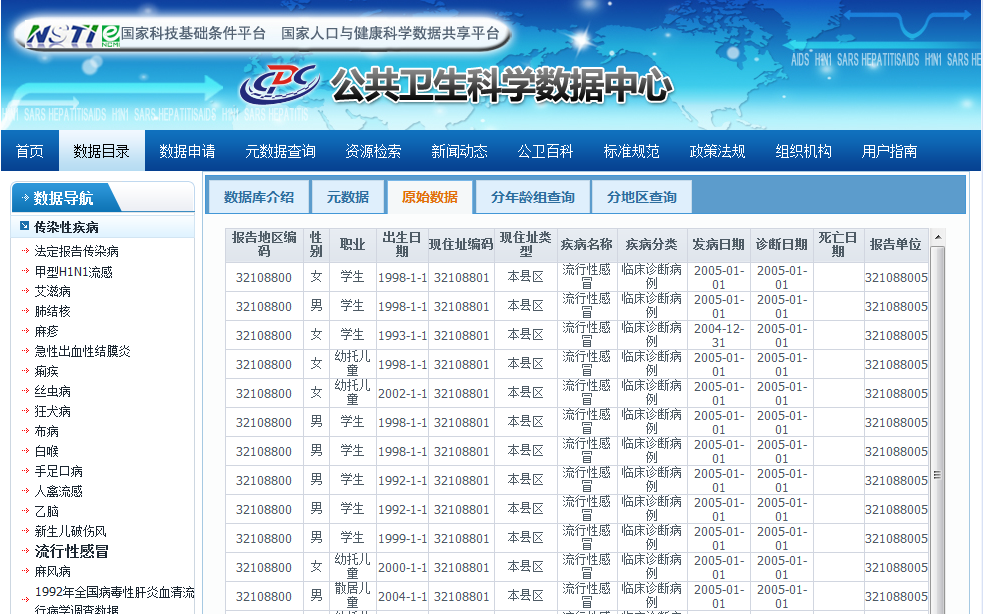 NSTI e 国家科技基础条件平台 国家人口与健康科学数据共享平台
NCMI
AIDS H1N1 SARS HEPATITISAIDS H1N1 SARS HE
CDC 公共卫生科学数据中心
SARS HEPATITISAIDS H1N1 SARS HEPATITISAIDS H1N1 SARS HEPATITIS
首页 数据目录 数据申请 元数据查询 资源检索 新闻动态 公卫百科 标准规范 政策法规 组织机构 用户指南
数据导航
传染性疾病
法定报告传染病
甲型H1N1流感
艾滋病
肺结核
麻疹
急性出血性结膜炎
痢疾
丝虫病
狂犬病
布病
白喉
手足口病
人禽流感
乙脑
新生儿破伤风
流行性感冒
麻风病
1992年全国病毒性肝炎血清流
行病学调查数据
数据库介绍 元数据 原始数据 分年龄组查询 分地区查询
报告地区编码 性别 职业 出生日期 现住址编码 现住址类型 疾病名称 疾病分类 发病日期 诊断日期 死亡日期 报告单位
32108800 女 学生 1998-1-1 32108801 本县区 流行性感冒 临床诊断病例 2005-01-01 2005-01-01 321088005
32108800 男 学生 1998-1-1 32108801 本县区 流行性感冒 临床诊断病例 2005-01-01 2005-01-01 321088005
32108800 女 学生 1993-1-1 32108801 本县区 流行性感冒 临床诊断病例 2004-12-31 2005-01-01 321088005
32108800 女 幼托儿童 1998-1-1 32108801 本县区 流行性感冒 临床诊断病例 2005-01-01 2005-01-01 321088005
32108800 女 幼托儿童 2002-1-1 32108801 本县区 流行性感冒 临床诊断病例 2005-01-01 2005-01-01 321088005
32108800 男 学生 1998-1-1 32108801 本县区 流行性感冒 临床诊断病例 2005-01-01 2005-01-01 321088005
32108800 男 学生 1998-1-1 32108801 本县区 流行性感冒 临床诊断病例 2005-01-01 2005-01-01 321088005
32108800 男 学生 1992-1-1 32108801 本县区 流行性感冒 临床诊断病例 2005-01-01 2005-01-01 321088005
32108800 男 学生 1992-1-1 32108801 本县区 流行性感冒 临床诊断病例 2005-01-01 2005-01-01 321088005
32108800 男 学生 1999-1-1 32108801 本县区 流行性感冒 临床诊断病例 2005-01-01 2005-01-01 321088005
32108800 女 幼托儿童 2000-1-1 32108801 本县区 流行性感冒 临床诊断病例 2005-01-01 2005-01-01 321088005
32108800 男 散居儿童 2004-1-1 32108801 本县区 流行性感冒 临床诊断病例 2005-01-01 2005-01-01 321088005